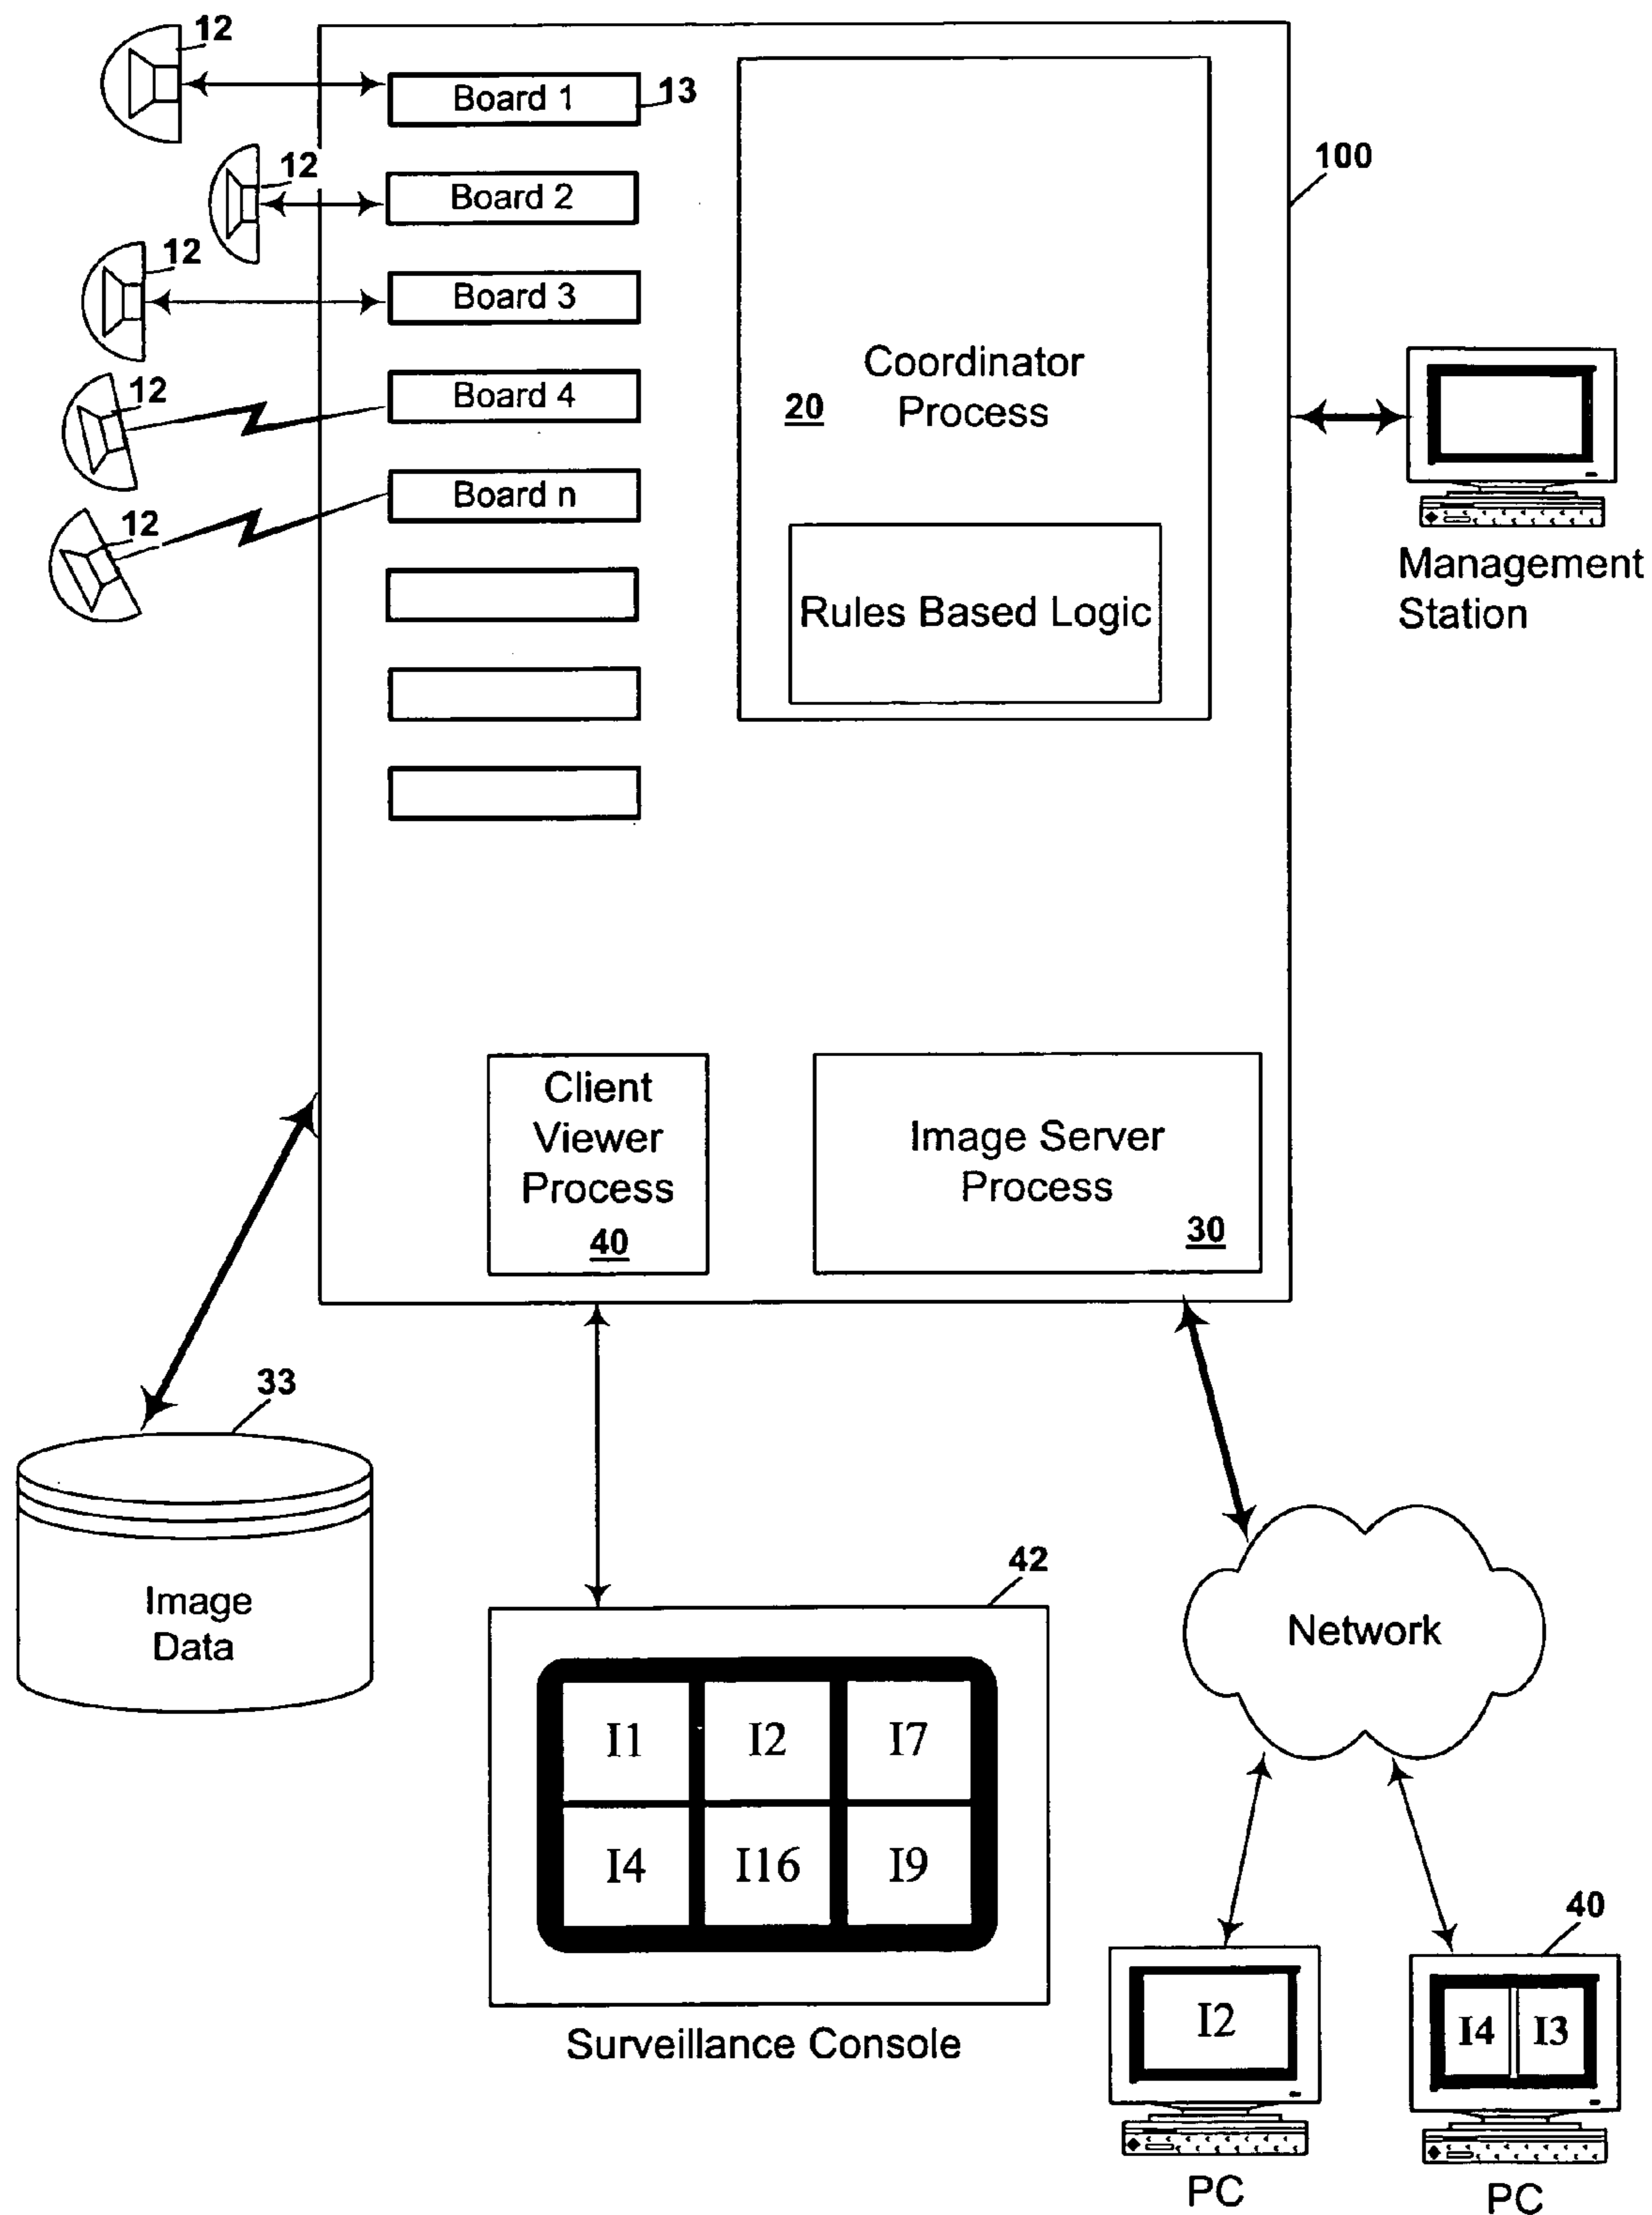 12
Board 1
13
12
Board 2
100
12
Board 3
12
Board 4
Coordinator
Process
20
12
Board n
Rules Based Logic
Management
Station
Client
Viewer
Process
40
Image Server
Process
30
33
Image
Data
42
I1 I2 I7
I4 I16 I9
Surveillance Console
Network
40
I2
I4 I3
PC
PC